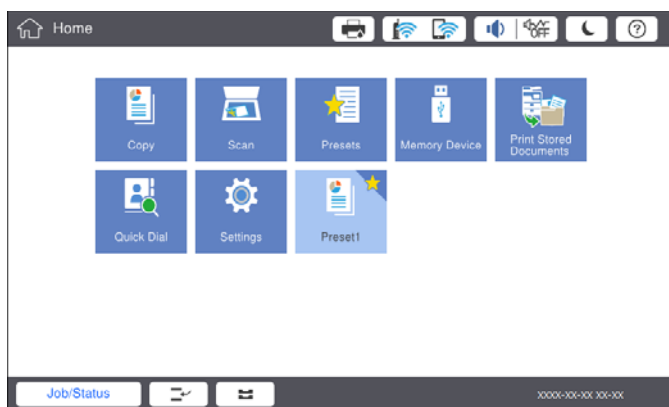 Home
OFF
Copy
Scan
Presets
Memory Device
Print Stored
Documents
Quick Dial
Settings
Preset1
Job/Status
XXXX-XX-XX XX-XX